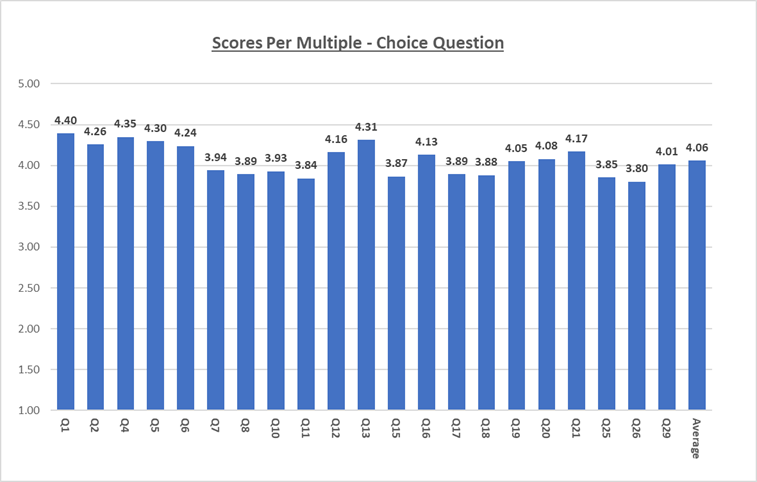 Scores Per Multiple - Choice Question
5.00
4.50
4.00
3.50
3.00
2.50
2.00
1.50
1.00
4.40
4.26
4.35
4.30
4.24
3.94
3.89
3.93
3.84
4.16
4.31
3.87
4.13
3.89
3.88
4.05
4.08
4.17
3.85
3.80
4.01
4.06
Q1
Q2
Q4
Q5
Q6
Q7
Q8
Q10
Q11
Q12
Q13
Q15
Q16
Q17
Q18
Q19
Q20
Q21
Q25
Q26
Q29
Average